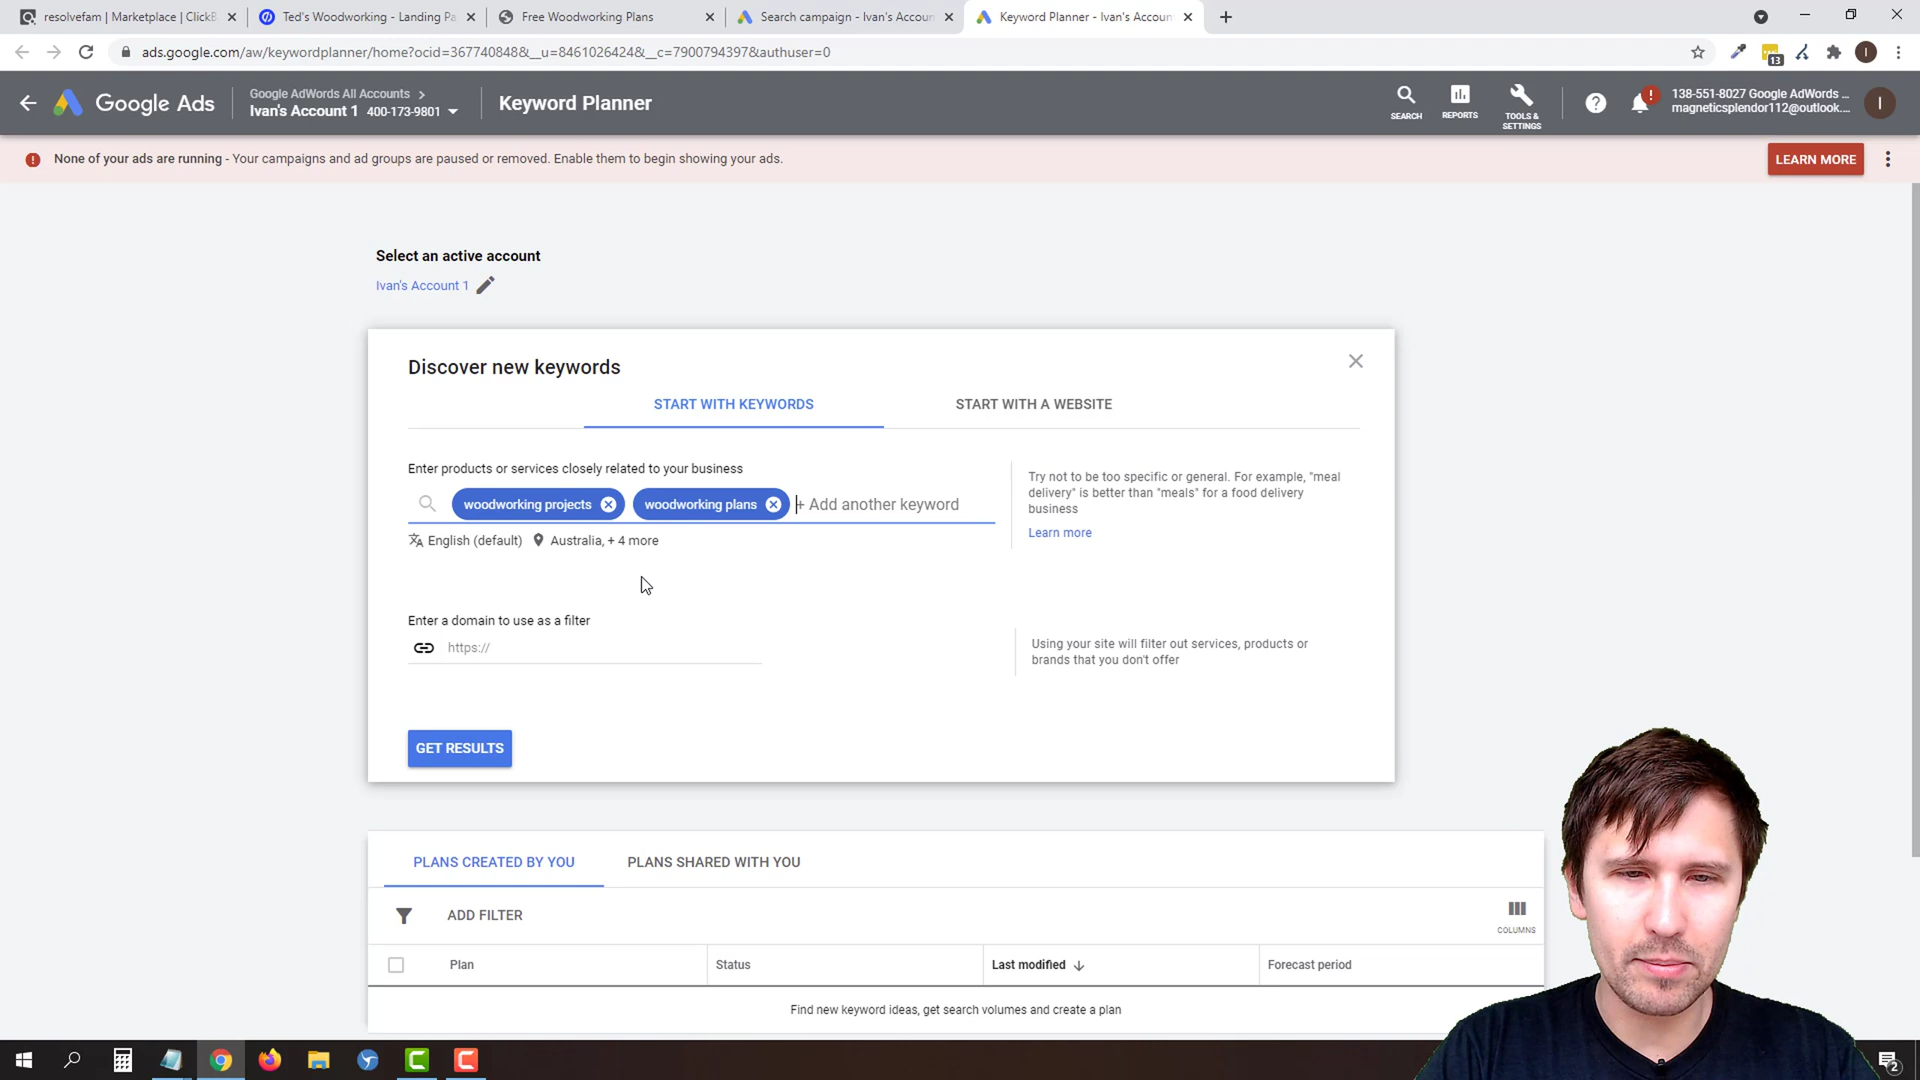 resolvefam | Marketplace | ClickB
Ted's Woodworking - Landing Pa
Free Woodworking Plans
Search campaign - Ivan's Accoun
Keyword Planner - Ivan's Accoun
ads.google.com/aw/keywordplanner/home?ocid=367740848&__u=8461026424&__c=7900794397&authuser=0
13
I
Google Ads
Google AdWords All Accounts
Ivan's Account 1 400-173-9801
Keyword Planner
SEARCH
REPORTS
TOOLS & SETTINGS
138-551-8027 Google AdWords ...
magneticsplendor112@outlook....
I
None of your ads are running - Your campaigns and ad groups are paused or removed. Enable them to begin showing your ads.
LEARN MORE
Select an active account
Ivan's Account 1
Discover new keywords
START WITH KEYWORDS
START WITH A WEBSITE
Enter products or services closely related to your business
woodworking projects
woodworking plans
+ Add another keyword
English (default)
Australia, + 4 more
Try not to be too specific or general. For example, "meal
delivery" is better than "meals" for a food delivery
business
Learn more
Enter a domain to use as a filter
https://
Using your site will filter out services, products or
brands that you don't offer
GET RESULTS
PLANS CREATED BY YOU
PLANS SHARED WITH YOU
ADD FILTER
COLUMNS
Plan
Status
Last modified
Forecast period
Find new keyword ideas, get search volumes and create a plan
2